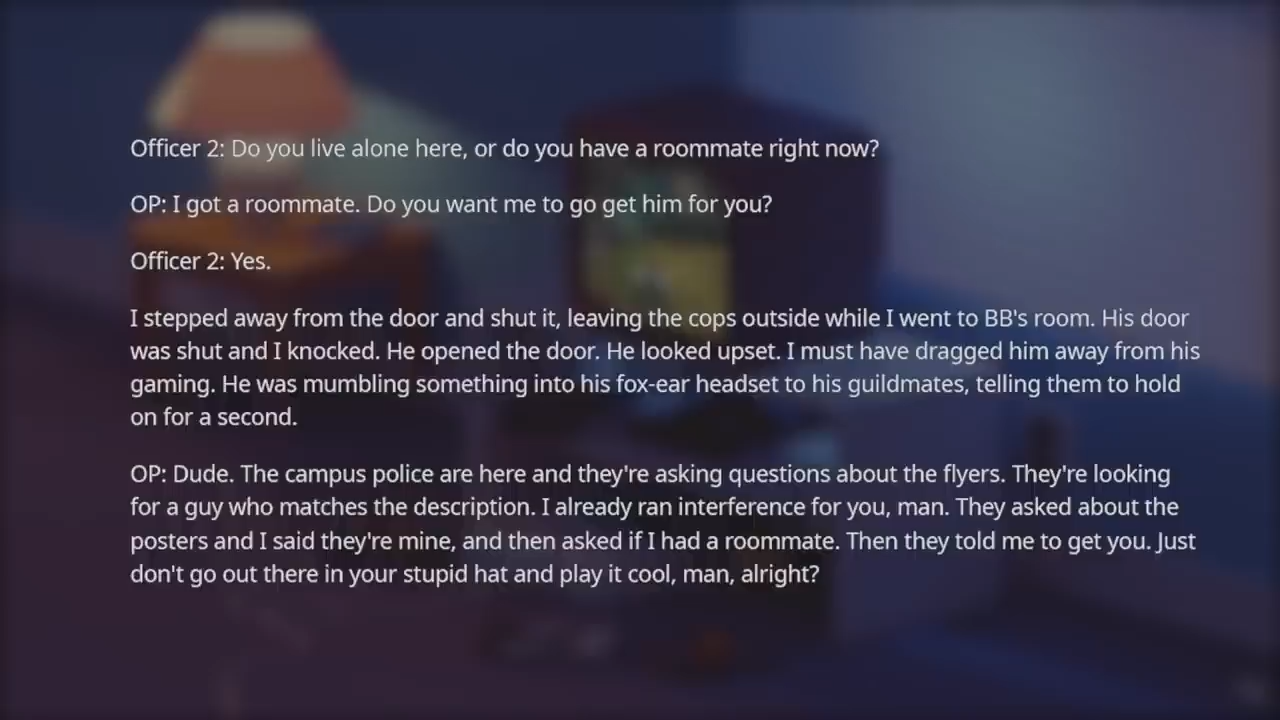 Officer 2: Do you live alone here, or do you have a roommate right now?
OP: I got a roommate. Do you want me to go get him for you?
Officer 2: Yes.
I stepped away from the door and shut it, leaving the cops outside while I went to BB's room. His door
was shut and I knocked. He opened the door. He looked upset. I must have dragged him away from his
gaming. He was mumbling something into his fox-ear headset to his guildmates, telling them to hold
on for a second.
OP: Dude. The campus police are here and they're asking questions about the flyers. They're looking
for a guy who matches the description. I already ran interference for you, man. They asked about the
posters and I said they're mine, and then asked if I had a roommate. Then they told me to get you. Just
don't go out there in your stupid hat and play it cool, man, alright?